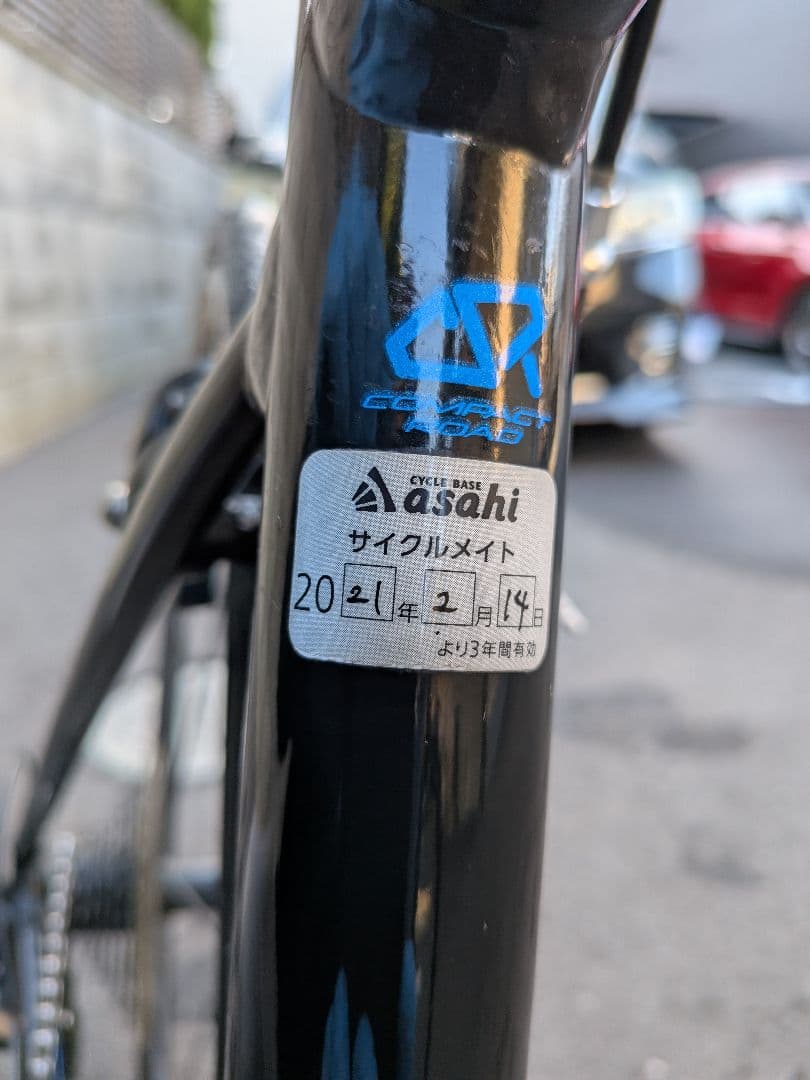 CSR
COMPACT
ROAD
CYCLE BASE
asahi
サイクルメイト
2021年2月14日
より3年間有効